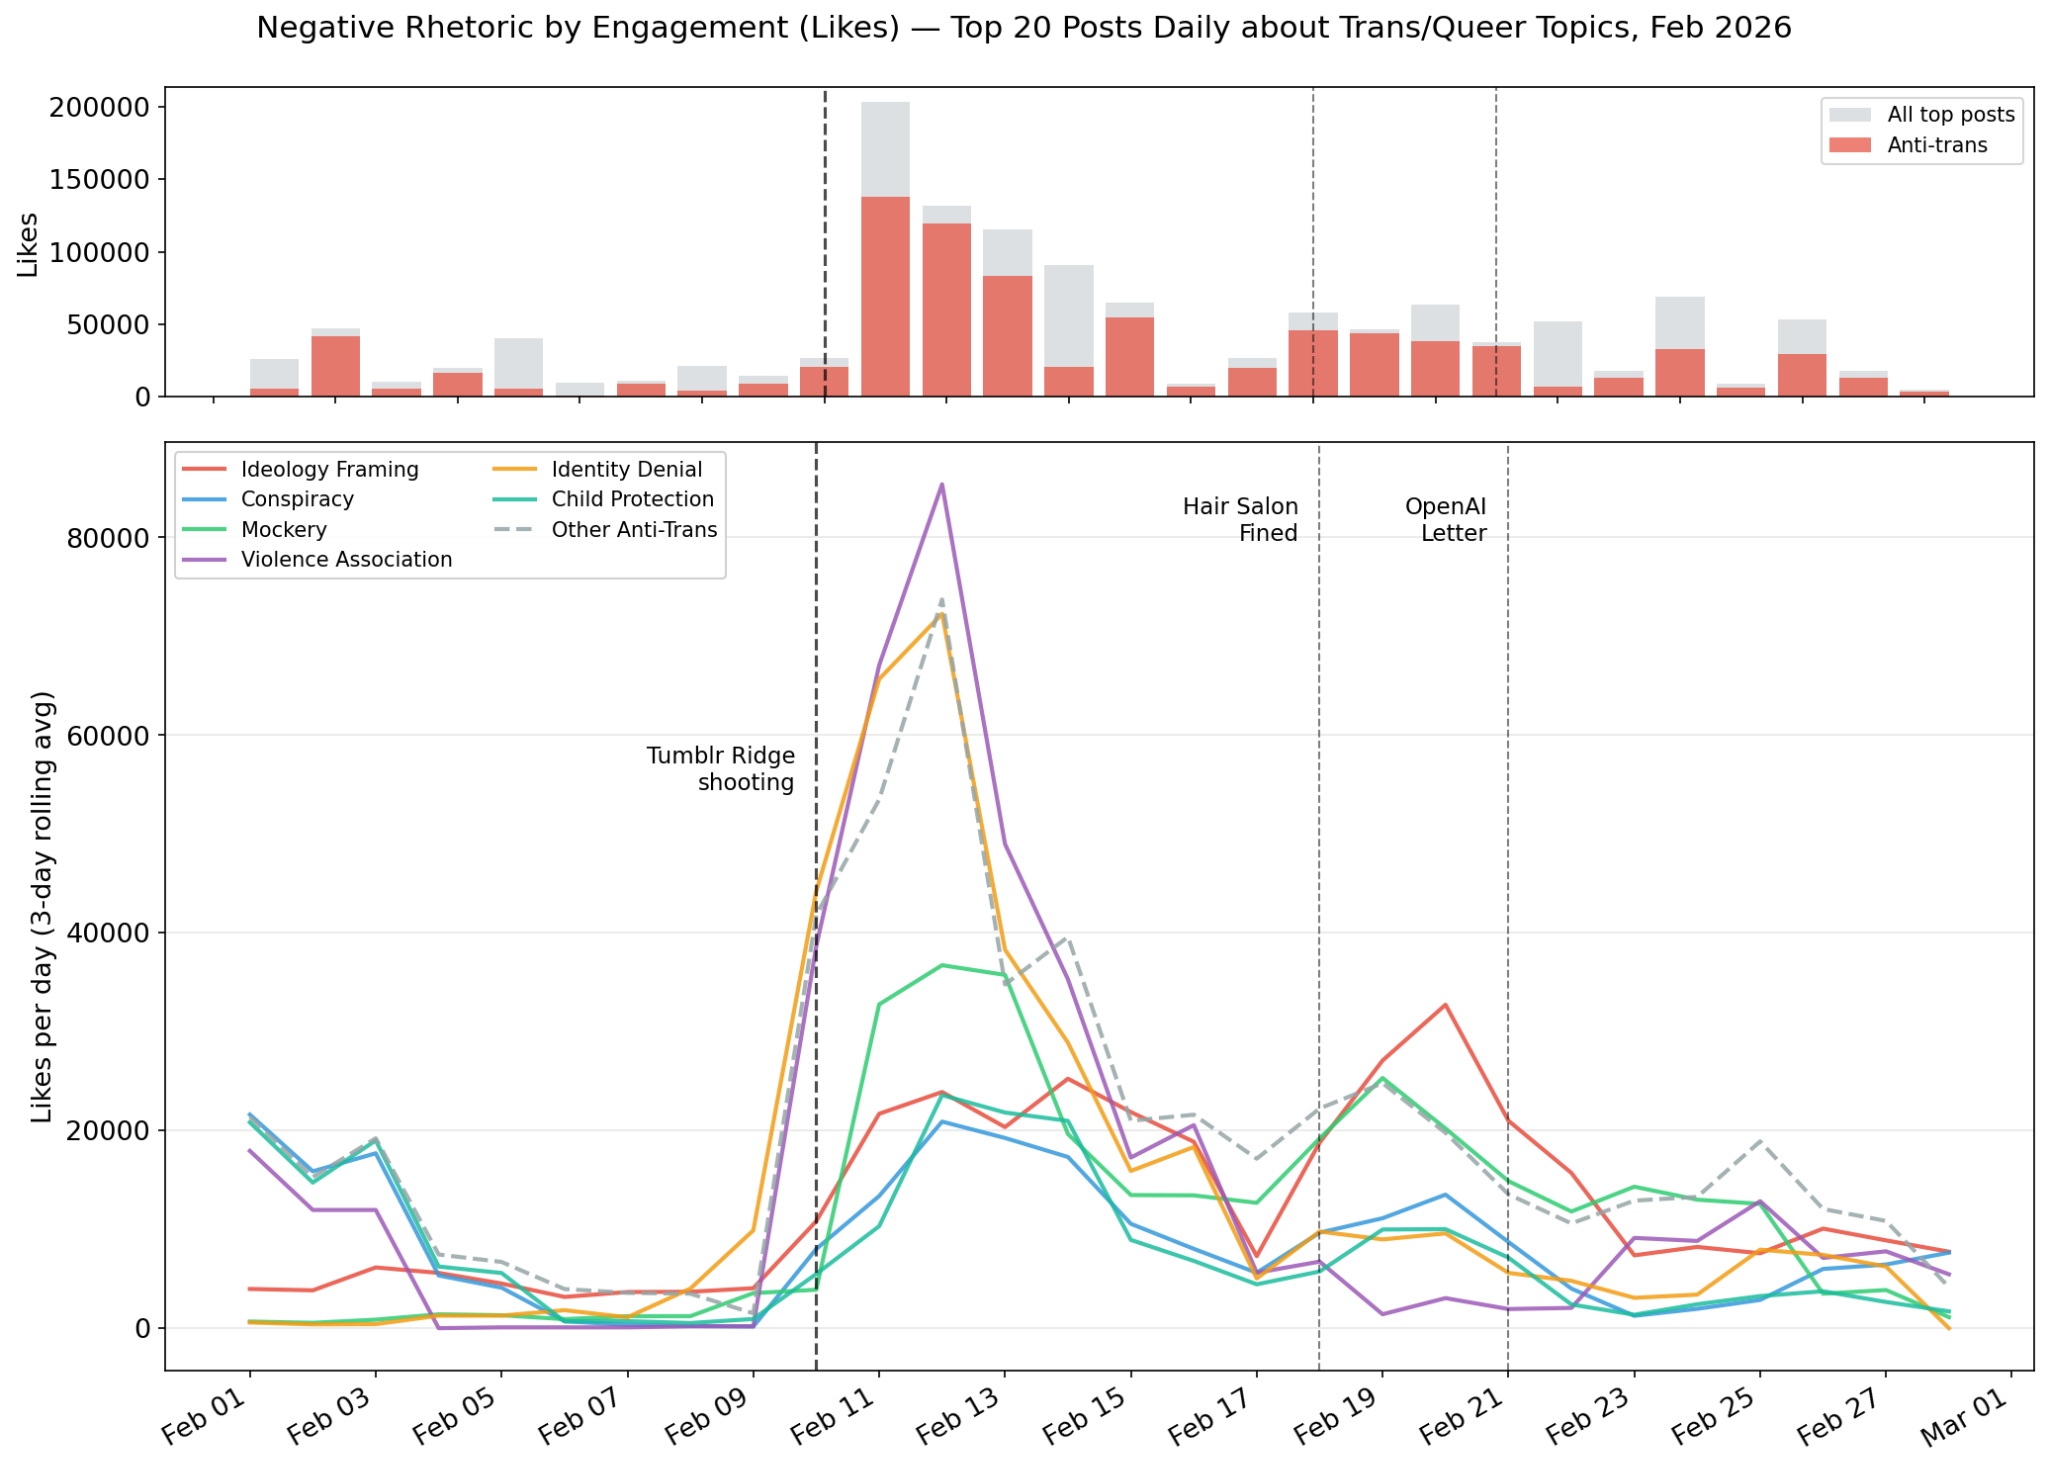 Negative Rhetoric by Engagement (Likes) — Top 20 Posts Daily about Trans/Queer Topics, Feb 2026
Likes
200000
150000
100000
50000
0
All top posts
Anti-trans
Likes per day (3-day rolling avg)
80000
60000
40000
20000
0
Ideology Framing
Conspiracy
Mockery
Violence Association
Identity Denial
Child Protection
Other Anti-Trans
Tumblr Ridge
shooting
Hair Salon
Fined
OpenAI
Letter
Feb 01
Feb 03
Feb 05
Feb 07
Feb 09
Feb 11
Feb 13
Feb 15
Feb 17
Feb 19
Feb 21
Feb 23
Feb 25
Feb 27
Mar 01